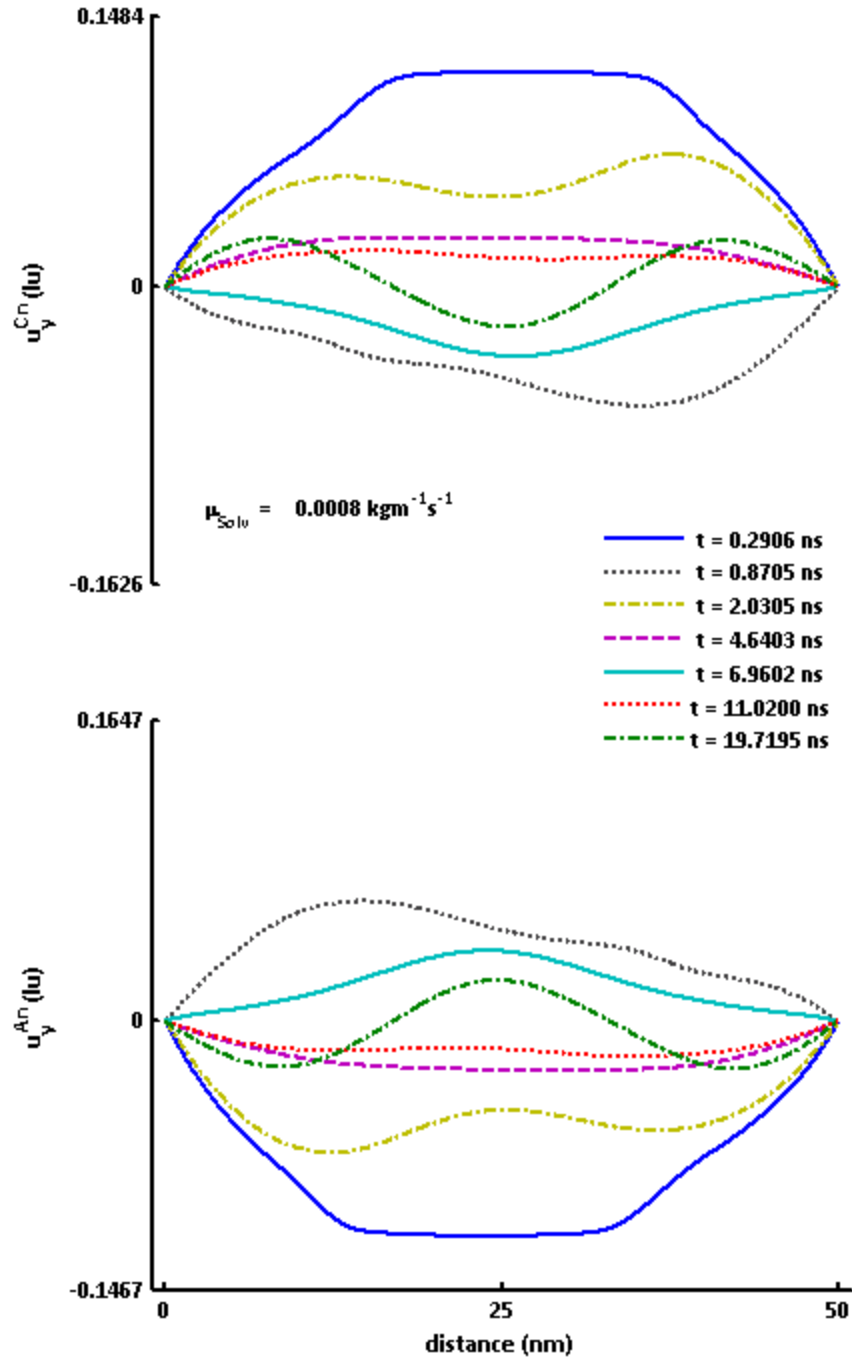 0.1484
u_y^Cn (lu)
0
μ_Solv = 0.0008 kgm^-1 s^-1
-0.1626
t = 0.2906 ns
t = 0.8705 ns
t = 2.0305 ns
t = 4.6403 ns
t = 6.9602 ns
t = 11.0200 ns
t = 19.7195 ns
0.1647
u_y^An (lu)
0
-0.1467
0 25 50
distance (nm)